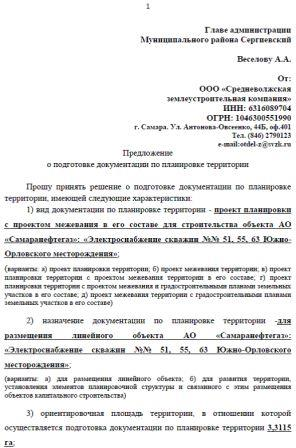 1
Главе администрации
Муниципального района Сергиевский
Веселову А.А.
От:
ООО «Средневолжская
землеустроительная компания»
ИНН: 6316089704
ОГРН: 1046300551990
г. Самара. Ул. Антонова-Овсеенко, 44Б, оф.401
Тел. (846) 2790123
e-mail:otdel-z@svzk.ru
Предложение
о подготовке документации по планировке территории
Прошу принять решение о подготовке документации по планировке
территории, имеющей следующие характеристики:
1) вид документации по планировке территории - проект планировки
с проектом межевания в его составе для строительства объекта АО
«Самаранефтегаз»: «Электроснабжение скважин №№ 51, 55, 63 Южно-
Орловского месторождения»;
(варианты: а) проект планировки территории; б) проект межевания территории; в) проект
планировки территории с проектом межевания территории в его составе; г) проект
планировки территории с проектом межевания и градостроительными планами земельных
участков в его составе; д) проект межевания территории с градостроительными планами
земельных участков в его составе)
2) назначение документации по планировке территории -для
размещения линейного объекта АО «Самаранефтегаз»:
«Электроснабжение скважин №№ 51, 55, 63 Южно-Орловского
месторождения»;
(варианты: а) для размещения линейного объекта; б) для развития территории,
установления элементов планировочной структуры и связанного с этим размещения
объектов капитального строительства)
3) ориентировочная площадь территории, в отношении которой
осуществляется подготовка документации по планировке территории 3,3115
га;